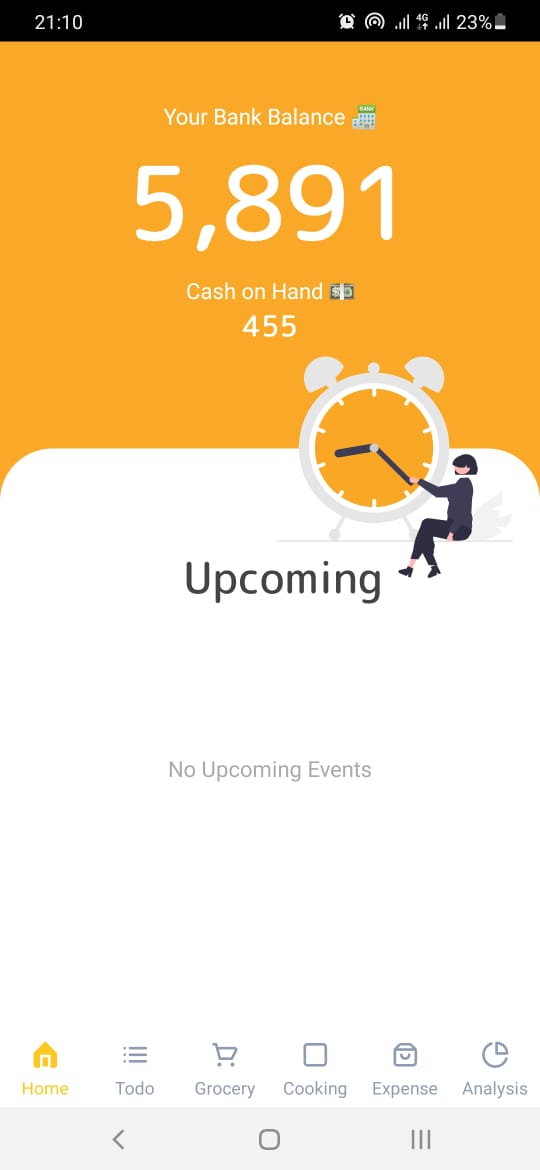 21:10
4G
23%
Your Bank Balance
BANK
5,891
Cash on Hand
455
Upcoming
No Upcoming Events
Home
Todo
Grocery
Cooking
Expense
Analysis